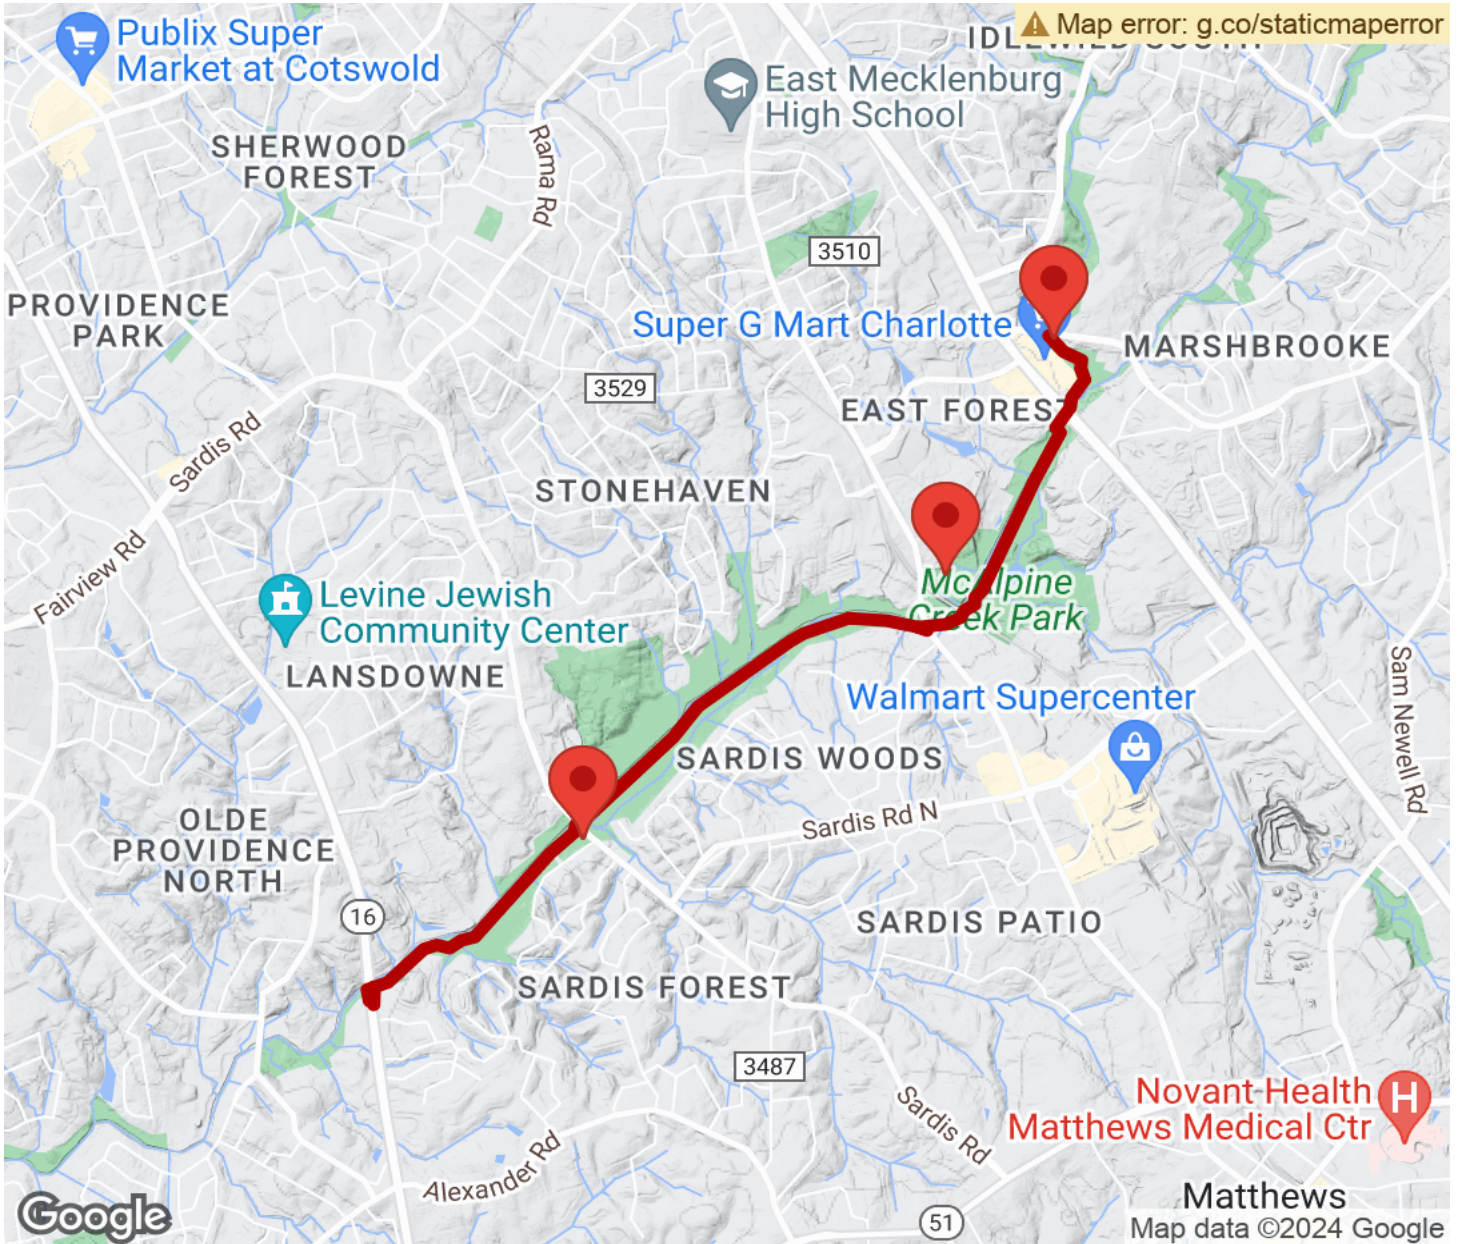 Map error: g.co/staticmaperror
Publix Super
Market at Cotswold
East Mecklenburg
High School
SHERWOOD
FOREST
Rama Rd
3510
PROVIDENCE
PARK
Super G Mart Charlotte
MARSHBROOKE
3529
EAST FOREST
Sardis Rd
STONEHAVEN
Fairview Rd
McAlpine
Creek Park
Levine Jewish
Community Center
LANSDOWNE
Sam Newell Rd
Walmart Supercenter
SARDIS WOODS
Sardis Rd N
OLDE
PROVIDENCE
NORTH
16
SARDIS PATIO
SARDIS FOREST
3487
Sardis Rd
Novant Health
Matthews Medical Ctr
H
Alexander Rd
Matthews
51
Google
Map data ©2024 Google